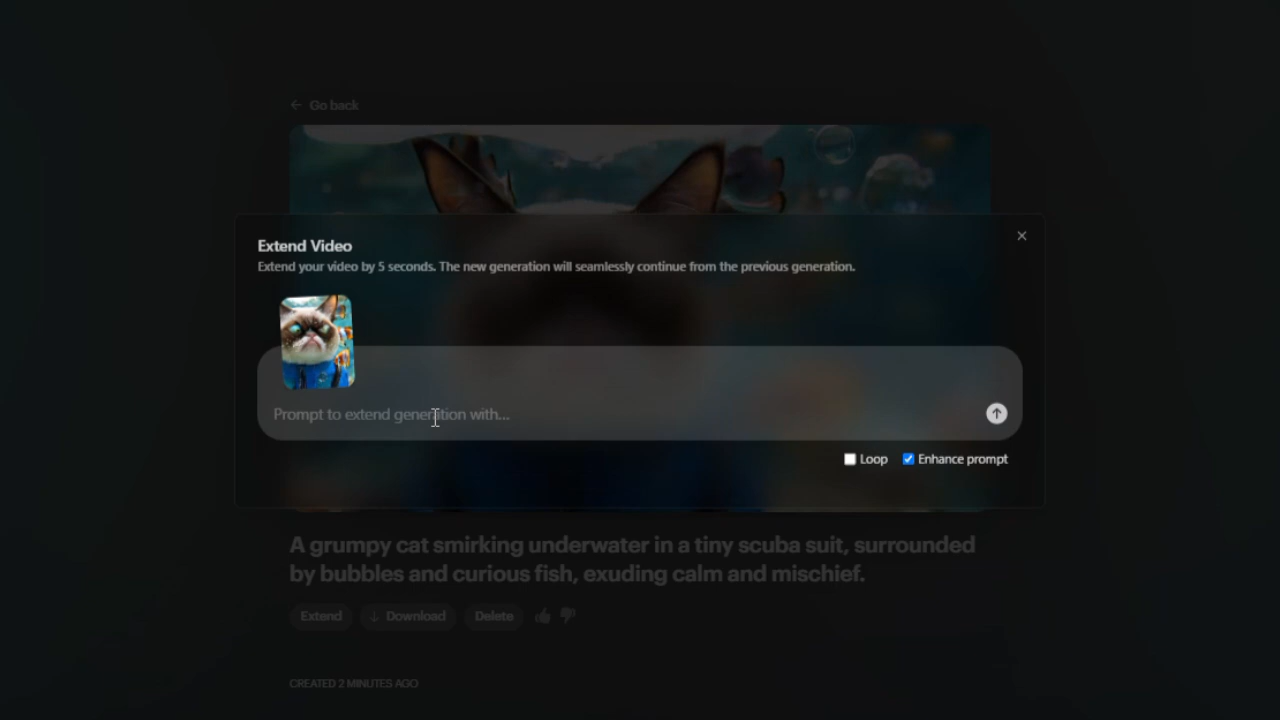 Go back
Extend Video
Extend your video by 5 seconds. The new generation will seamlessly continue from the previous generation.
Prompt to extend generation with...
Loop
Enhance prompt
A grumpy cat smirking underwater in a tiny scuba suit, surrounded
by bubbles and curious fish, exuding calm and mischief.
Extend
Download
Delete
CREATED 2 MINUTES AGO